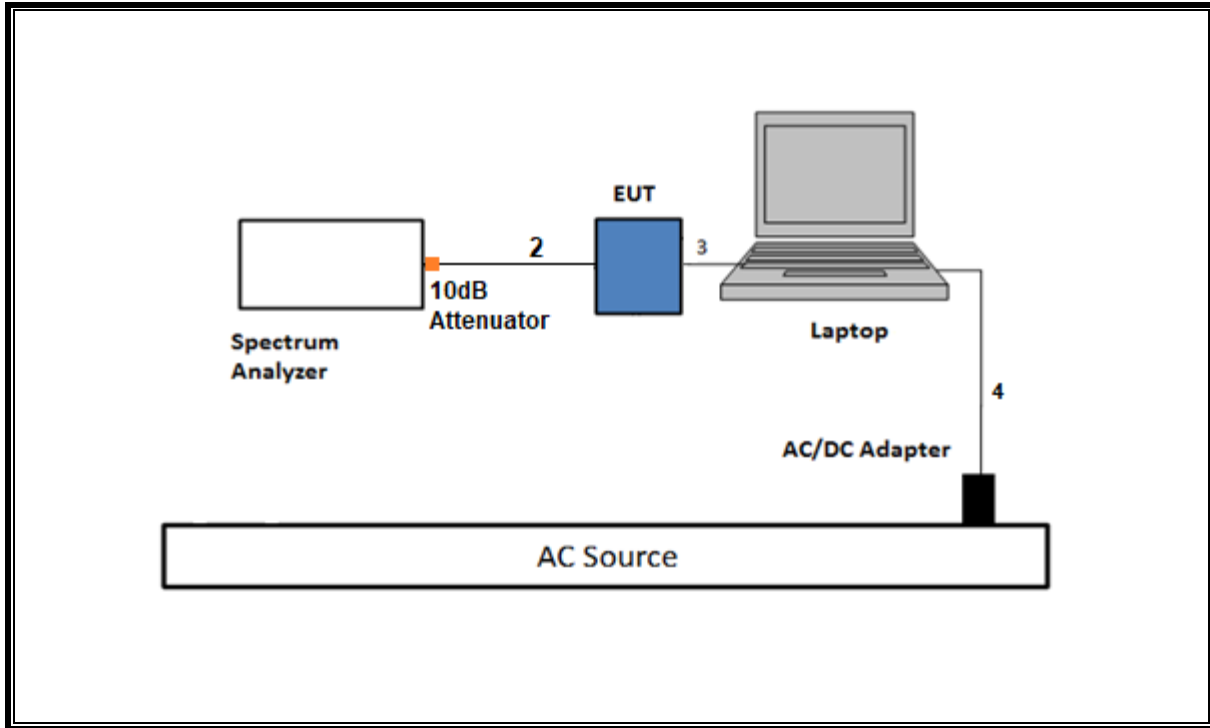 EUT
2
3
10dB
Attenuator
Spectrum
Analyzer
Laptop
4
AC/DC Adapter
AC Source